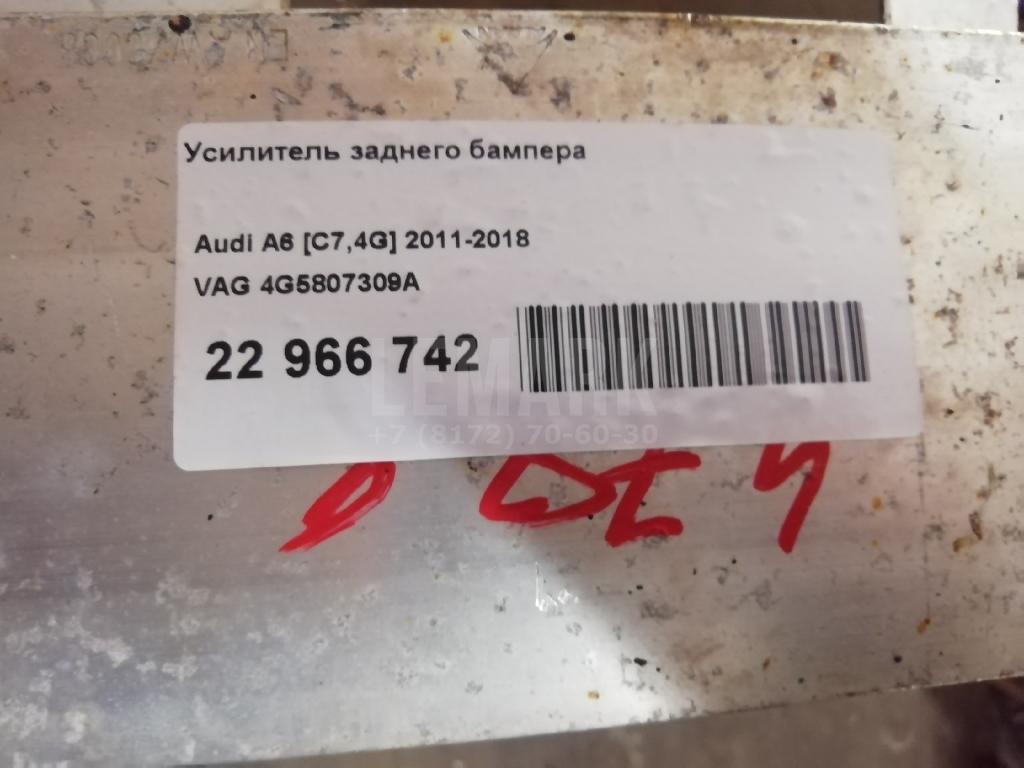 Усилитель заднего бампера
Audi A6 [C7,4G] 2011-2018
VAG 4G5807309A
22 966 742
LEMARK
+7 (8172) 70-60-30